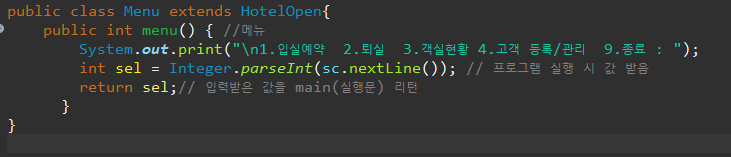 public class Menu extends HotelOpen{
    public int menu() { //메뉴
        System.out.print("\n1.입실예약  2.퇴실  3.객실현황 4.고객 등록/관리  9.종료 : ");
        int sel = Integer.parseInt(sc.nextLine()); // 프로그램 실행 시 값 받음
        return sel;// 입력받은 값을 main(실행문) 리턴
      }
}